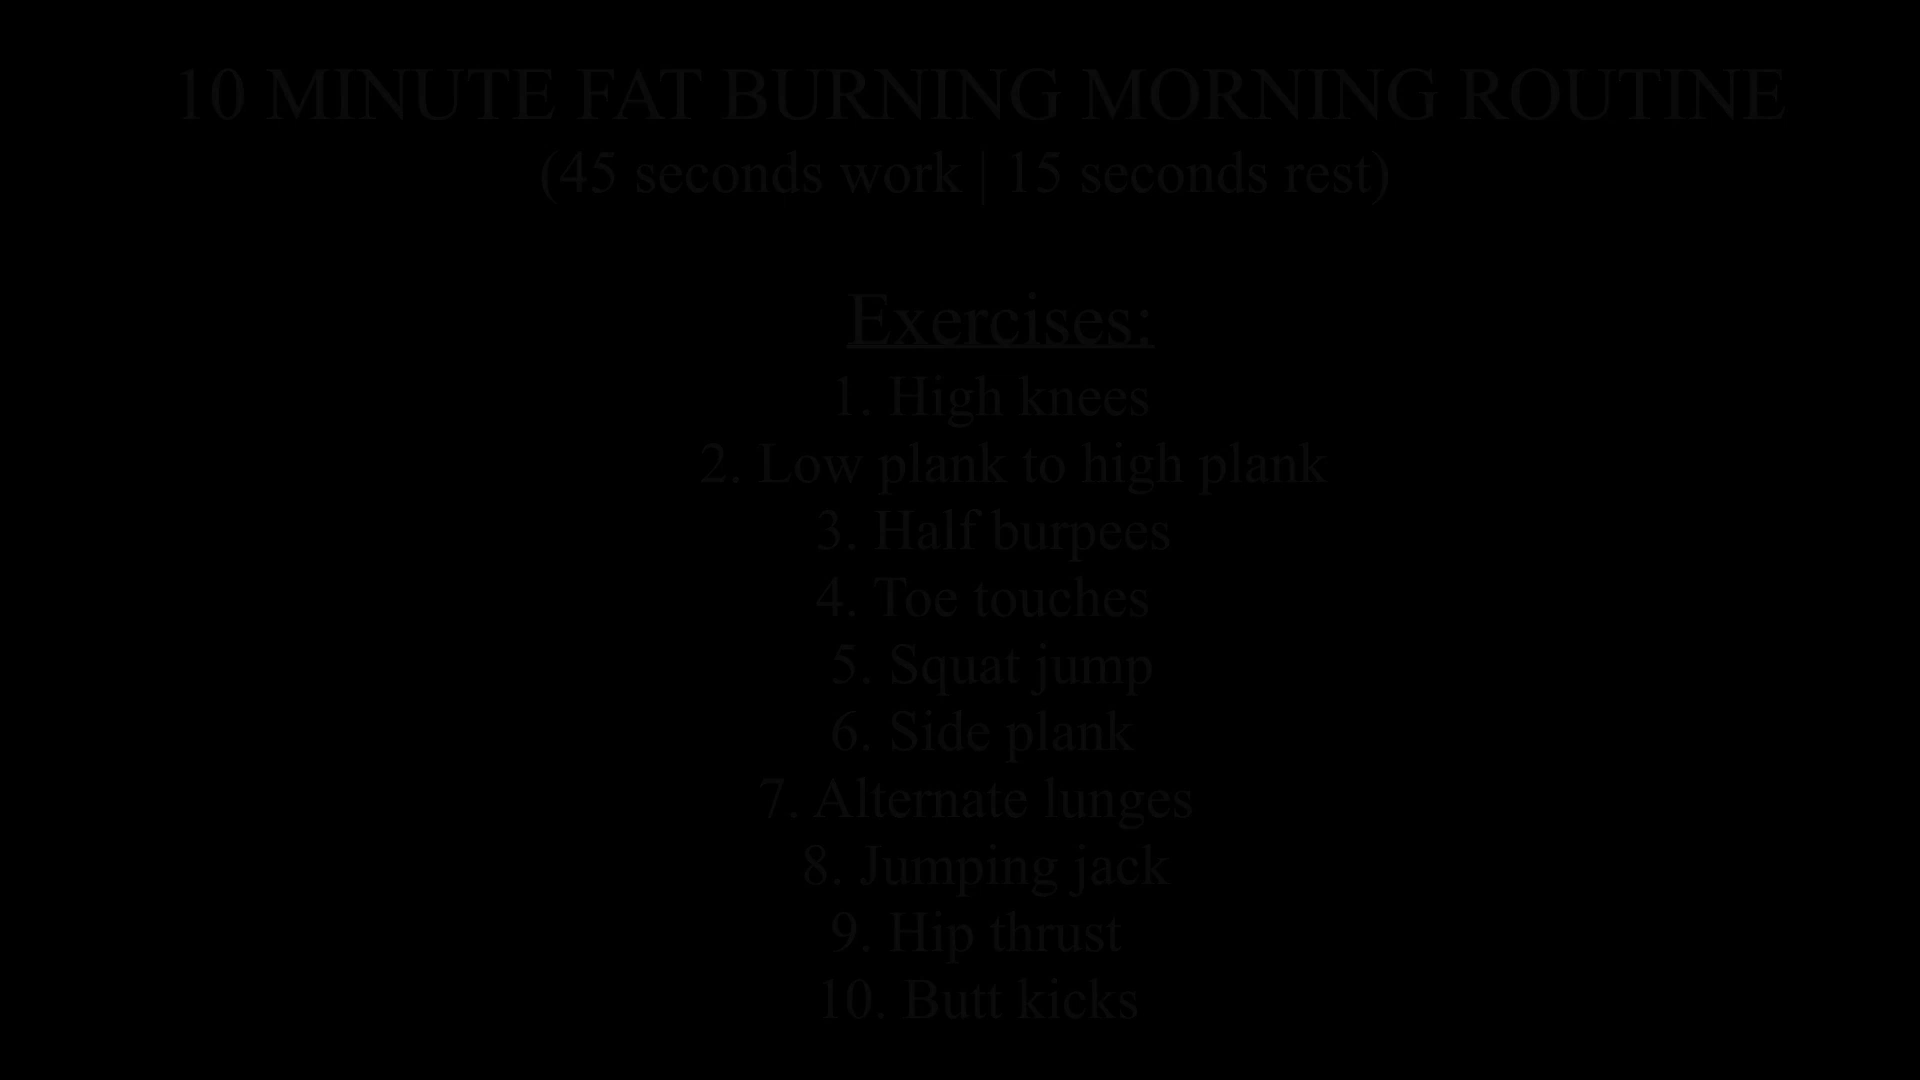 10 MINUTE FAT BURNING MORNING ROUTINE
(45 seconds work | 15 seconds rest)
Exercises:
1. High knees
2. Low plank to high plank
3. Half burpees
4. Toe touches
5. Squat jump
6. Side plank
7. Alternate lunges
8. Jumping jack
9. Hip thrust
10. Butt kicks